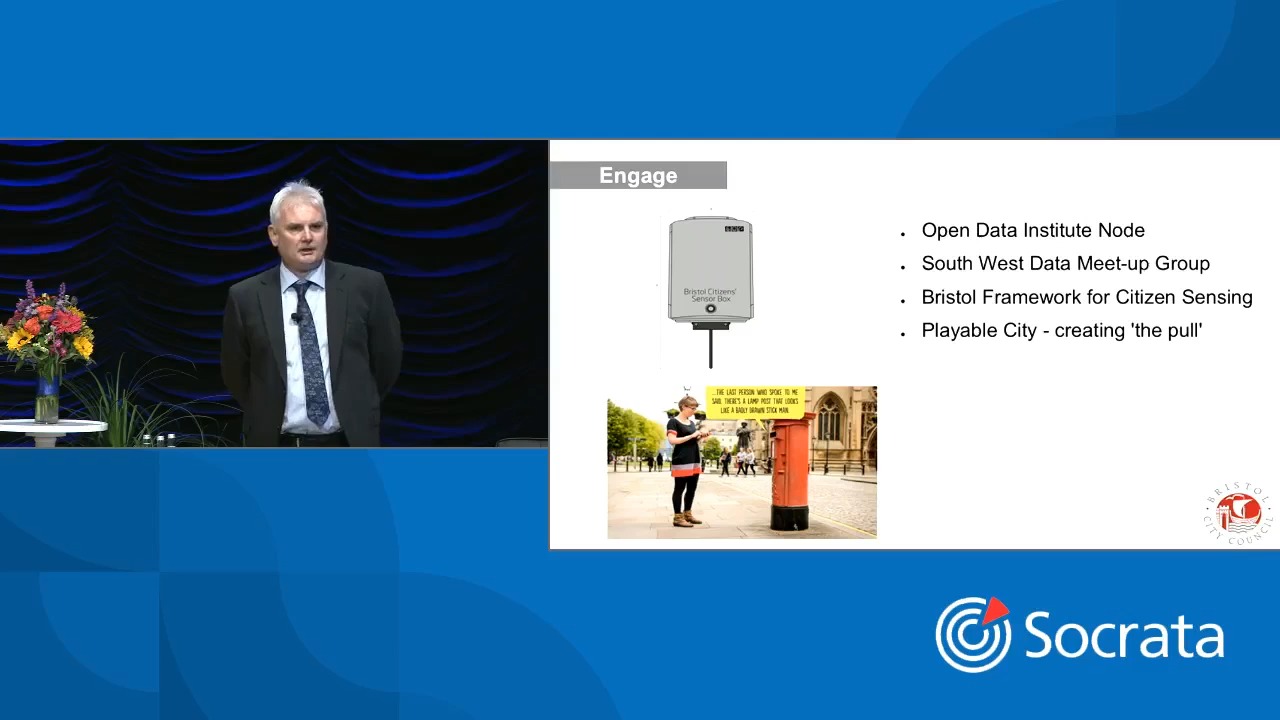 Engage
Bristol Citizens'
Sensor Box
Open Data Institute Node
South West Data Meet-up Group
Bristol Framework for Citizen Sensing
Playable City - creating 'the pull'
...THE LAST PERSON WHO SPOKE TO ME
SAID, THERE'S A LAMP POST THAT LOOKS
LIKE A BADLY DRAWN STICK MAN.
BRISTOL
CITY COUNCIL
Socrata